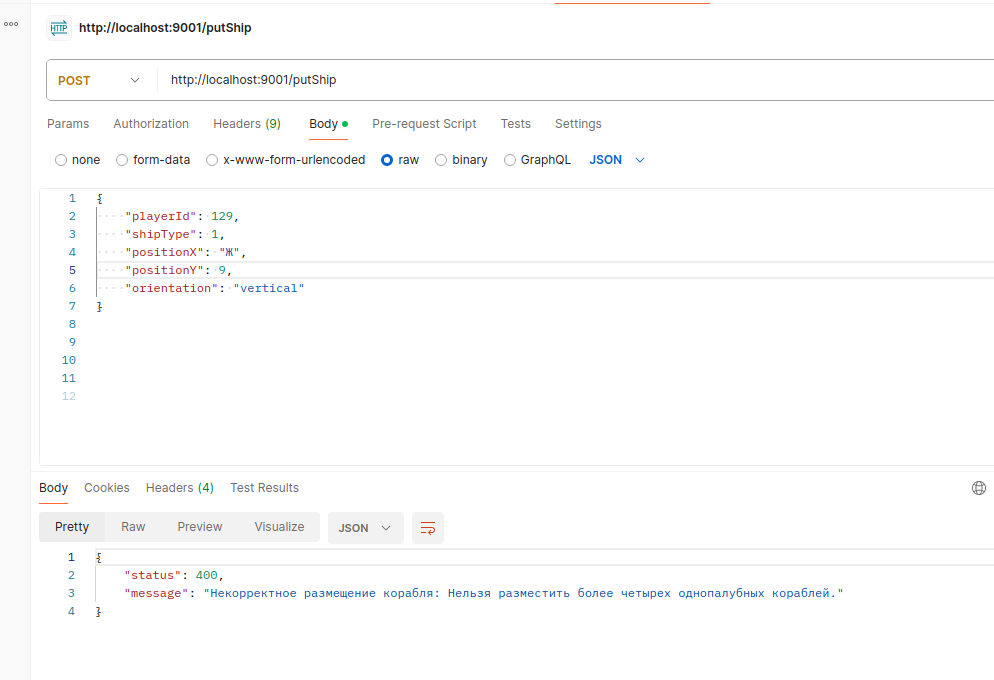 HTTP http://localhost:9001/putShip
POST http://localhost:9001/putShip
Params Authorization Headers (9) Body Pre-request Script Tests Settings
none form-data x-www-form-urlencoded raw binary GraphQL JSON
1 {
2 "playerId": 129,
3 "shipType": 1,
4 "positionX": "Ж",
5 "positionY": 9,
6 "orientation": "vertical"
7 }
8
9
10
11
12
Body Cookies Headers (4) Test Results
Pretty Raw Preview Visualize JSON
1 {
2 "status": 400,
3 "message": "Некорректное размещение корабля: Нельзя разместить более четырех однопалубных кораблей."
4 }